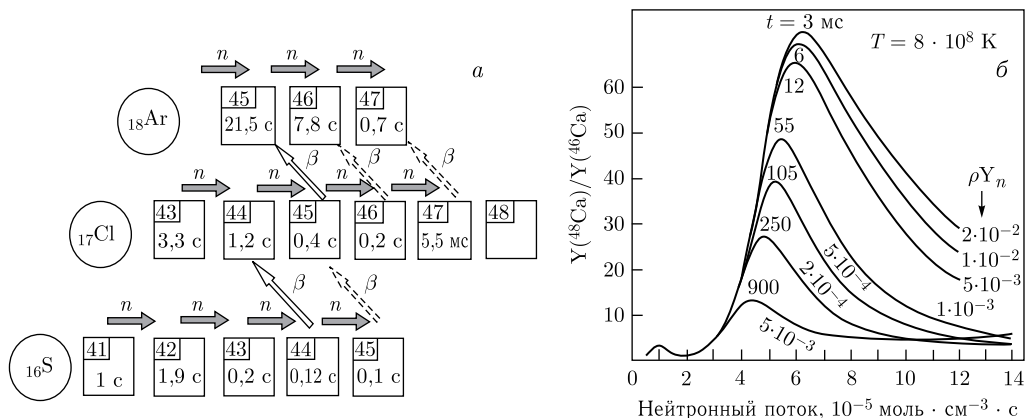 n n n а
45 46 47
₁₈Ar 21,5 с 7,8 с 0,7 с
β β β
n n n n
43 44 45 46 47 48
₁₇Cl 3,3 с 1,2 с 0,4 с 0,2 с 5,5 мс
β β
n n n n
41 42 43 44 45
₁₆S 1 с 1,9 с 0,2 с 0,12 с 0,1 с
t = 3 мс
T = 8 · 10⁸ K
б
6
12
55
105
250
900
ρYₙ
2·10⁻²
1·10⁻²
5·10⁻³
1·10⁻³
5·10⁻⁴
2·10⁻⁴
5·10⁻³
Y(⁴⁸Ca)/Y(⁴⁶Ca)
60
50
40
30
20
10
0 2 4 6 8 10 12 14
Нейтронный поток, 10⁻⁵ моль · см⁻³ · с